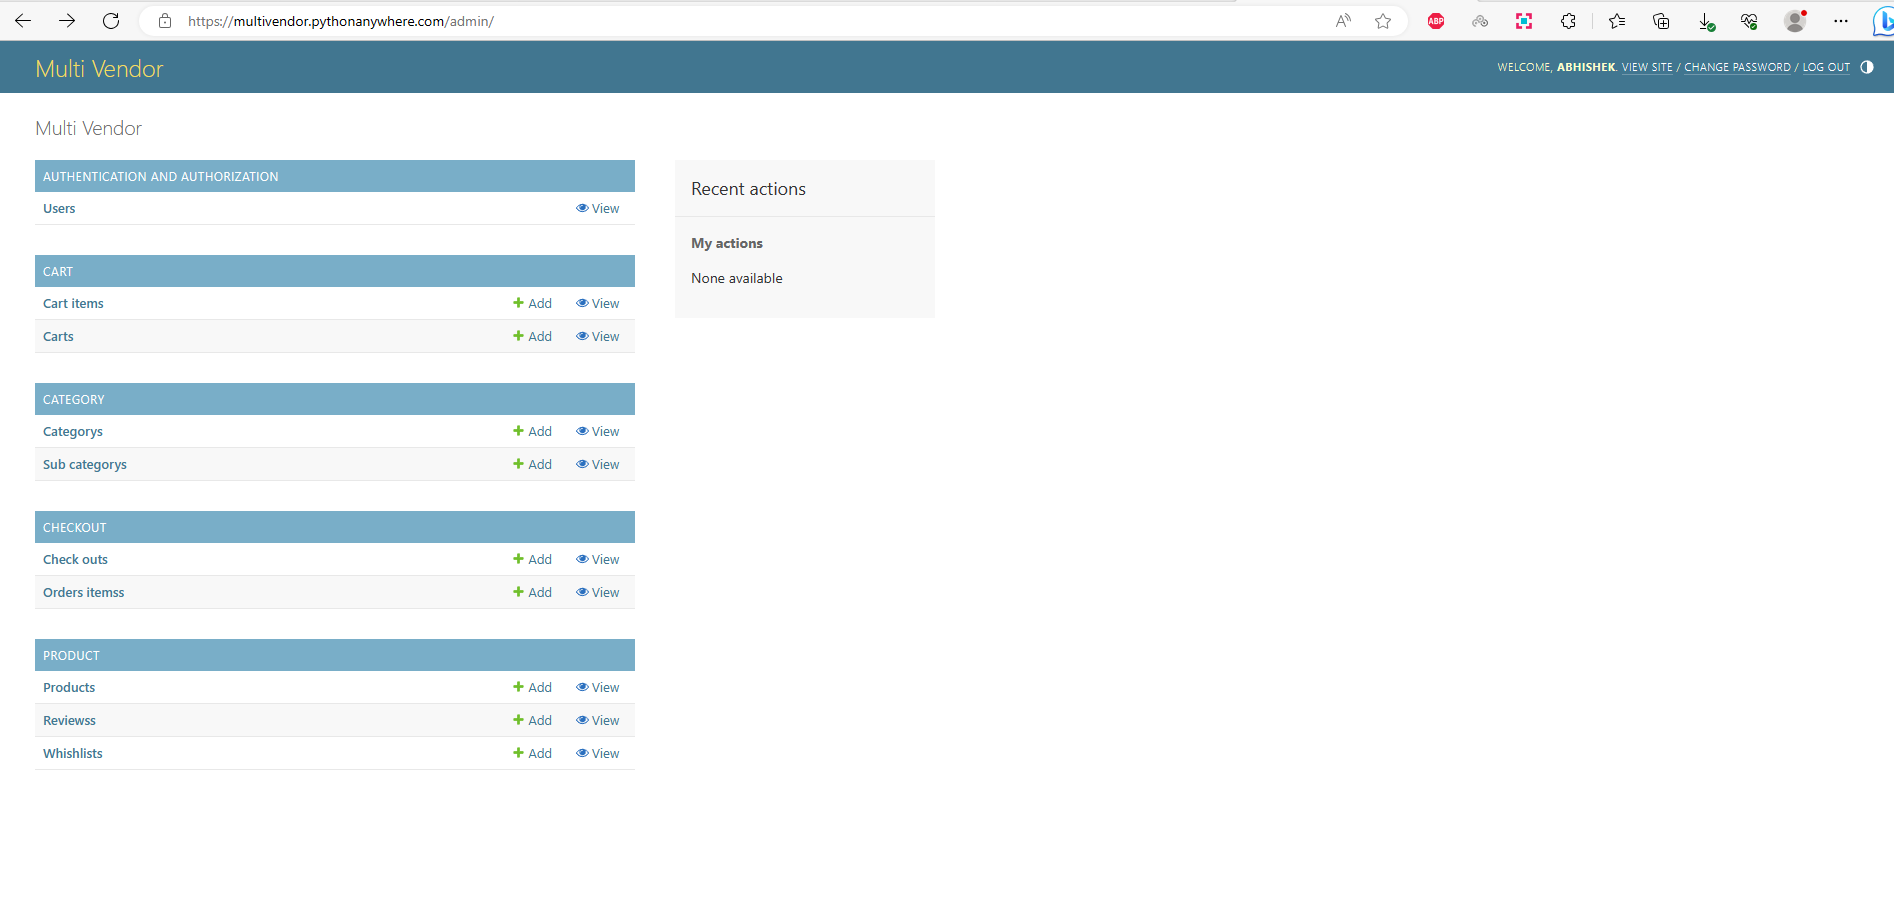 https://multivendor.pythonanywhere.com/admin/
ABP
Multi Vendor
WELCOME, ABHISHEK. VIEW SITE / CHANGE PASSWORD / LOG OUT
Multi Vendor
AUTHENTICATION AND AUTHORIZATION
Users View
CART
Cart items Add View
Carts Add View
CATEGORY
Categorys Add View
Sub categorys Add View
CHECKOUT
Check outs Add View
Orders itemss Add View
PRODUCT
Products Add View
Reviewss Add View
Whishlists Add View
Recent actions
My actions
None available